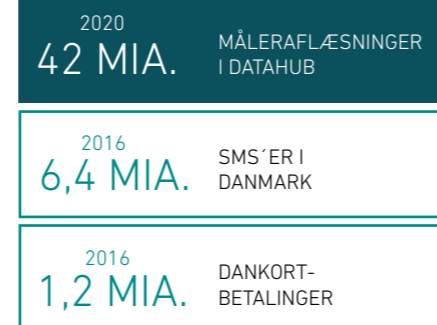 2020
42 MIA.
MÅLERAFLÆSNINGER
I DATAHUB
2016
6,4 MIA.
SMS´ER I
DANMARK
2016
1,2 MIA.
DANKORT-
BETALINGER